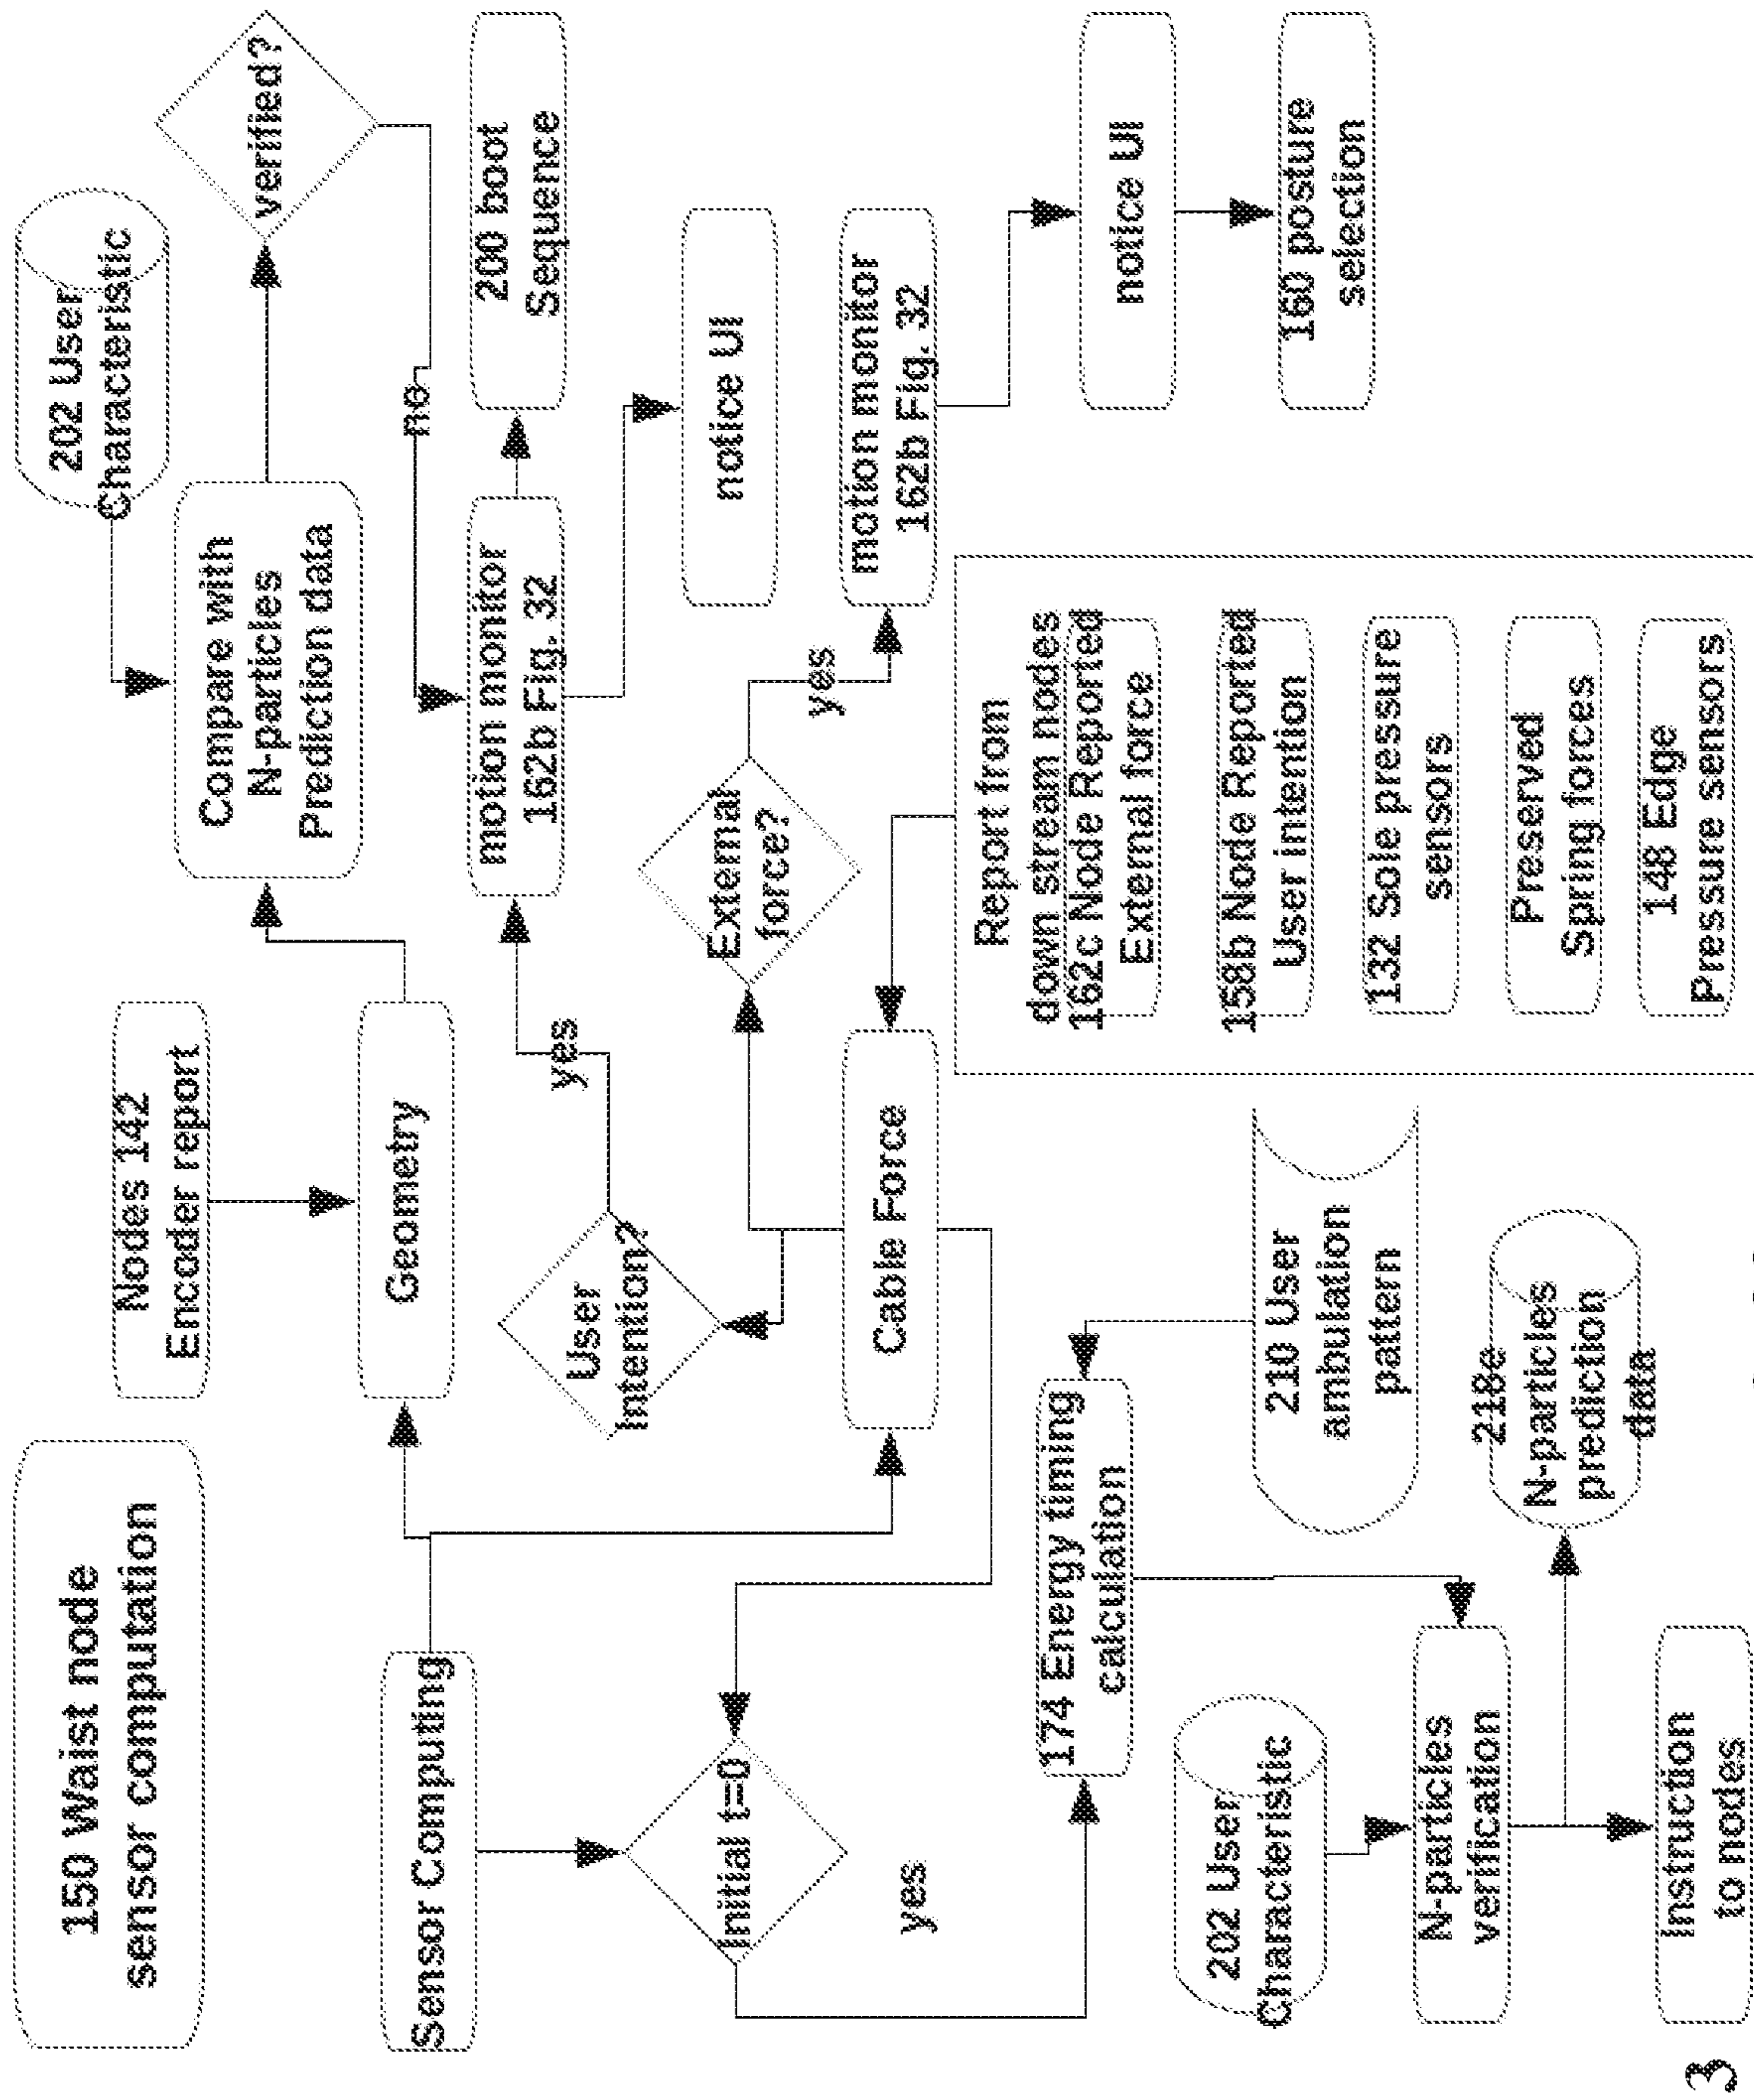 150 Waist node
sensor computation
Nodes 142
Encoder report
202 User
Characteristic
Sensor Computing
Geometry
Compare with
N-particles
Prediction data
verified?
no
User
Intention?
yes
motion monitor
162b Fig. 32
200 boot
Sequence
notice UI
Initial t=0
yes
Cable Force
External
force?
yes
motion monitor
162b Fig. 32
notice UI
160 posture
selection
174 Energy timing
calculation
Report from
down stream nodes
162c Node Reported
External force
158b Node Reported
User intention
132 Sole pressure
sensors
Preserved
Spring forces
148 Edge
Pressure sensors
202 User
Characteristic
210 User
ambulation
pattern
N-particles
verification
218e
N-particles
prediction
data
Instruction
to nodes
3